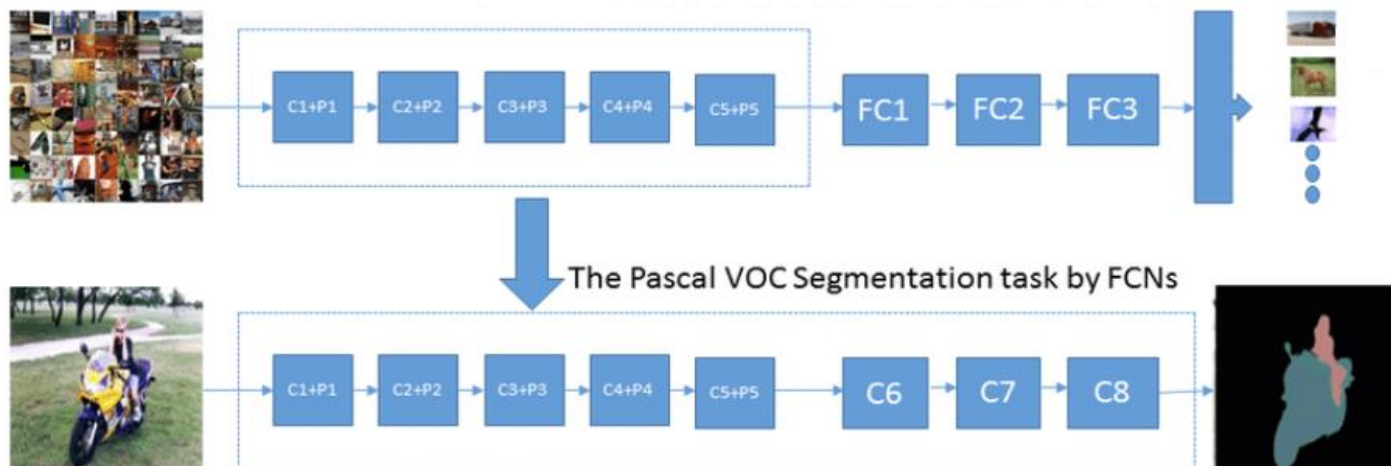 C1+P1 C2+P2 C3+P3 C4+P4 C5+P5 FC1 FC2 FC3
The Pascal VOC Segmentation task by FCNs
C1+P1 C2+P2 C3+P3 C4+P4 C5+P5 C6 C7 C8